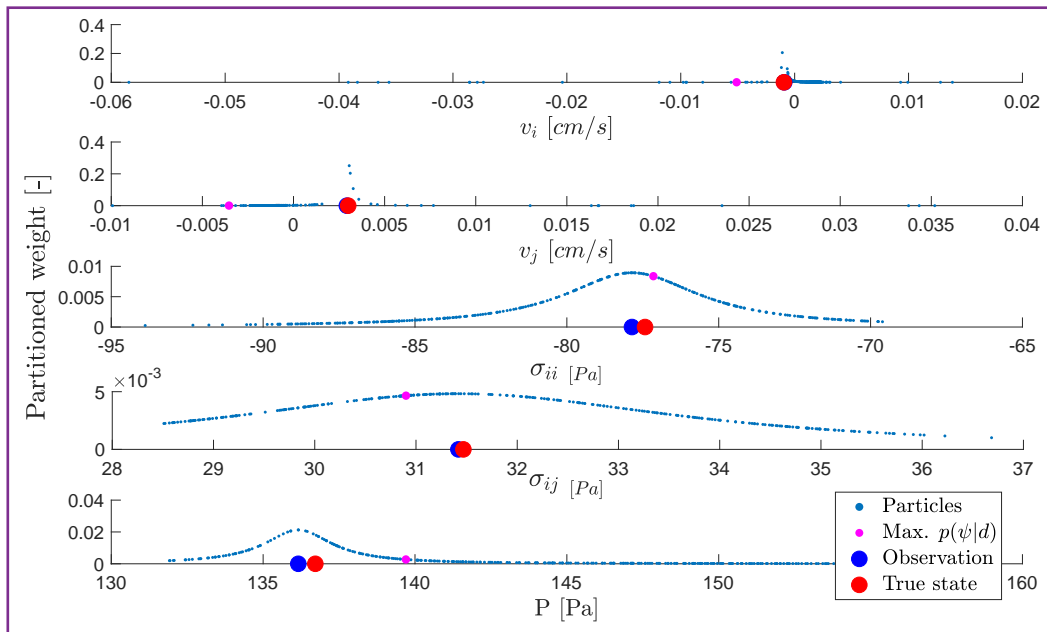 Partitioned weight [-]
0.4
0.2
0
-0.06 -0.05 -0.04 -0.03 -0.02 -0.01 0 0.01 0.02
v_i [cm/s]
0.4
0.2
0
-0.01 -0.005 0 0.005 0.01 0.015 0.02 0.025 0.03 0.035 0.04
v_j [cm/s]
0.01
0.005
0
-95 -90 -85 -80 -75 -70 -65
σ_ii [Pa]
×10^-3
5
0
28 29 30 31 32 33 34 35 36 37
σ_ij [Pa]
0.04
0.02
0
130 135 140 145 150 160
P [Pa]
Particles
Max. p(ψ|d)
Observation
True state